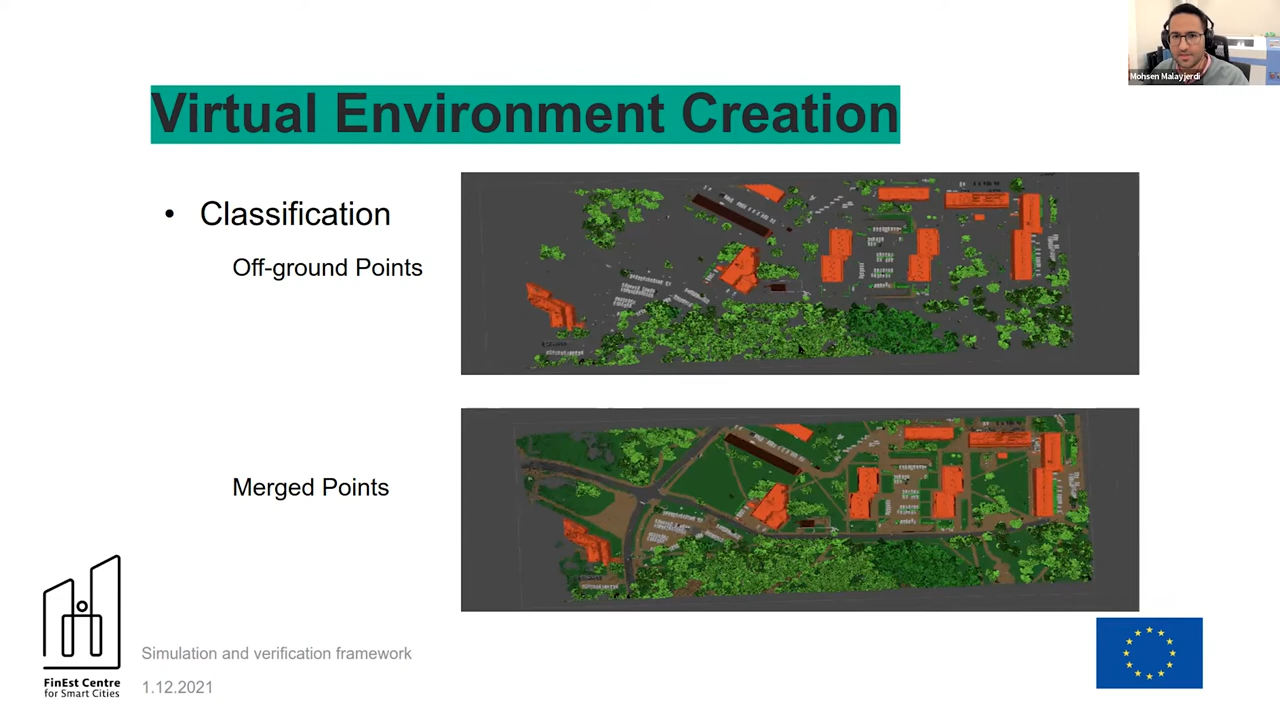 Mohsen Malayjerdi
Virtual Environment Creation
• Classification
Off-ground Points
Merged Points
FinEst Centre
for Smart Cities
Simulation and verification framework
1.12.2021